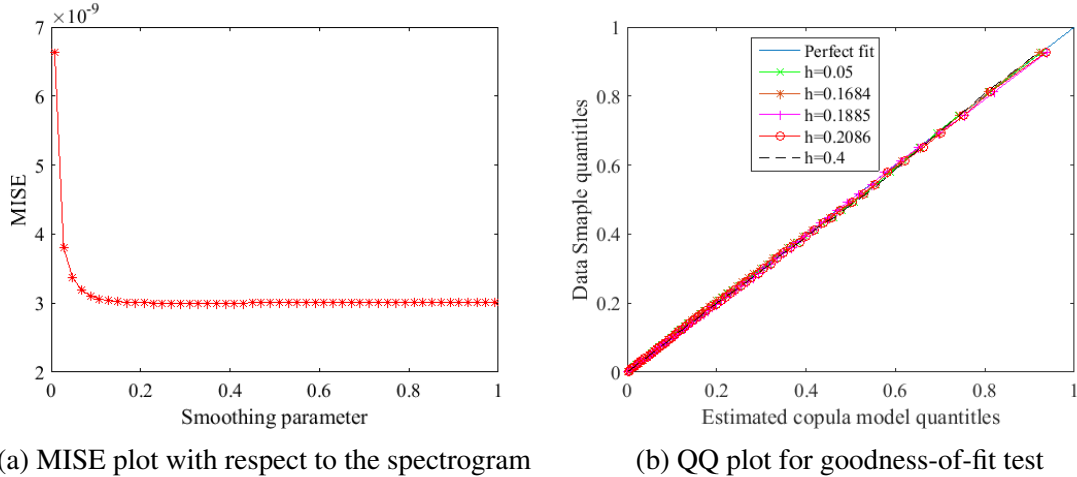 ×10-9
7
6
5
4
3
2
MISE
0
0.2
0.4
0.6
0.8
1
Smoothing parameter
(a) MISE plot with respect to the spectrogram
1
0.8
0.6
0.4
0.2
0
Data Smaple quantitles
Perfect fit
h=0.05
h=0.1684
h=0.1885
h=0.2086
h=0.4
0
0.2
0.4
0.6
0.8
1
Estimated copula model quantitles
(b) QQ plot for goodness-of-fit test